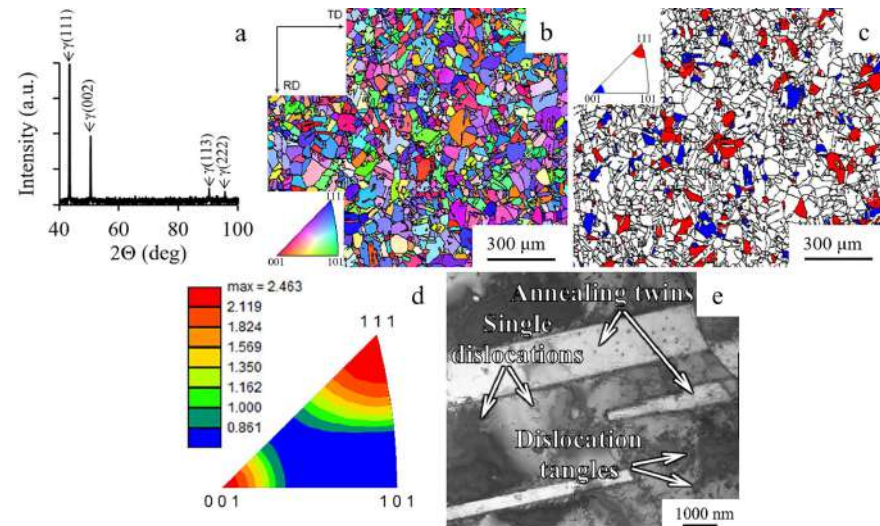 a
γ(111)
γ(002)
γ(113)
γ(222)
Intensity (a.u.)
40
60
80
100
2Θ (deg)
TD
RD
b
111
001
101
300 μm
c
111
001
101
300 μm
d
max = 2.463
2.119
1.824
1.569
1.350
1.162
1.000
0.861
1 1 1
0 0 1
1 0 1
e
Annealing twins
Single
dislocations
Dislocation
tangles
1000 nm